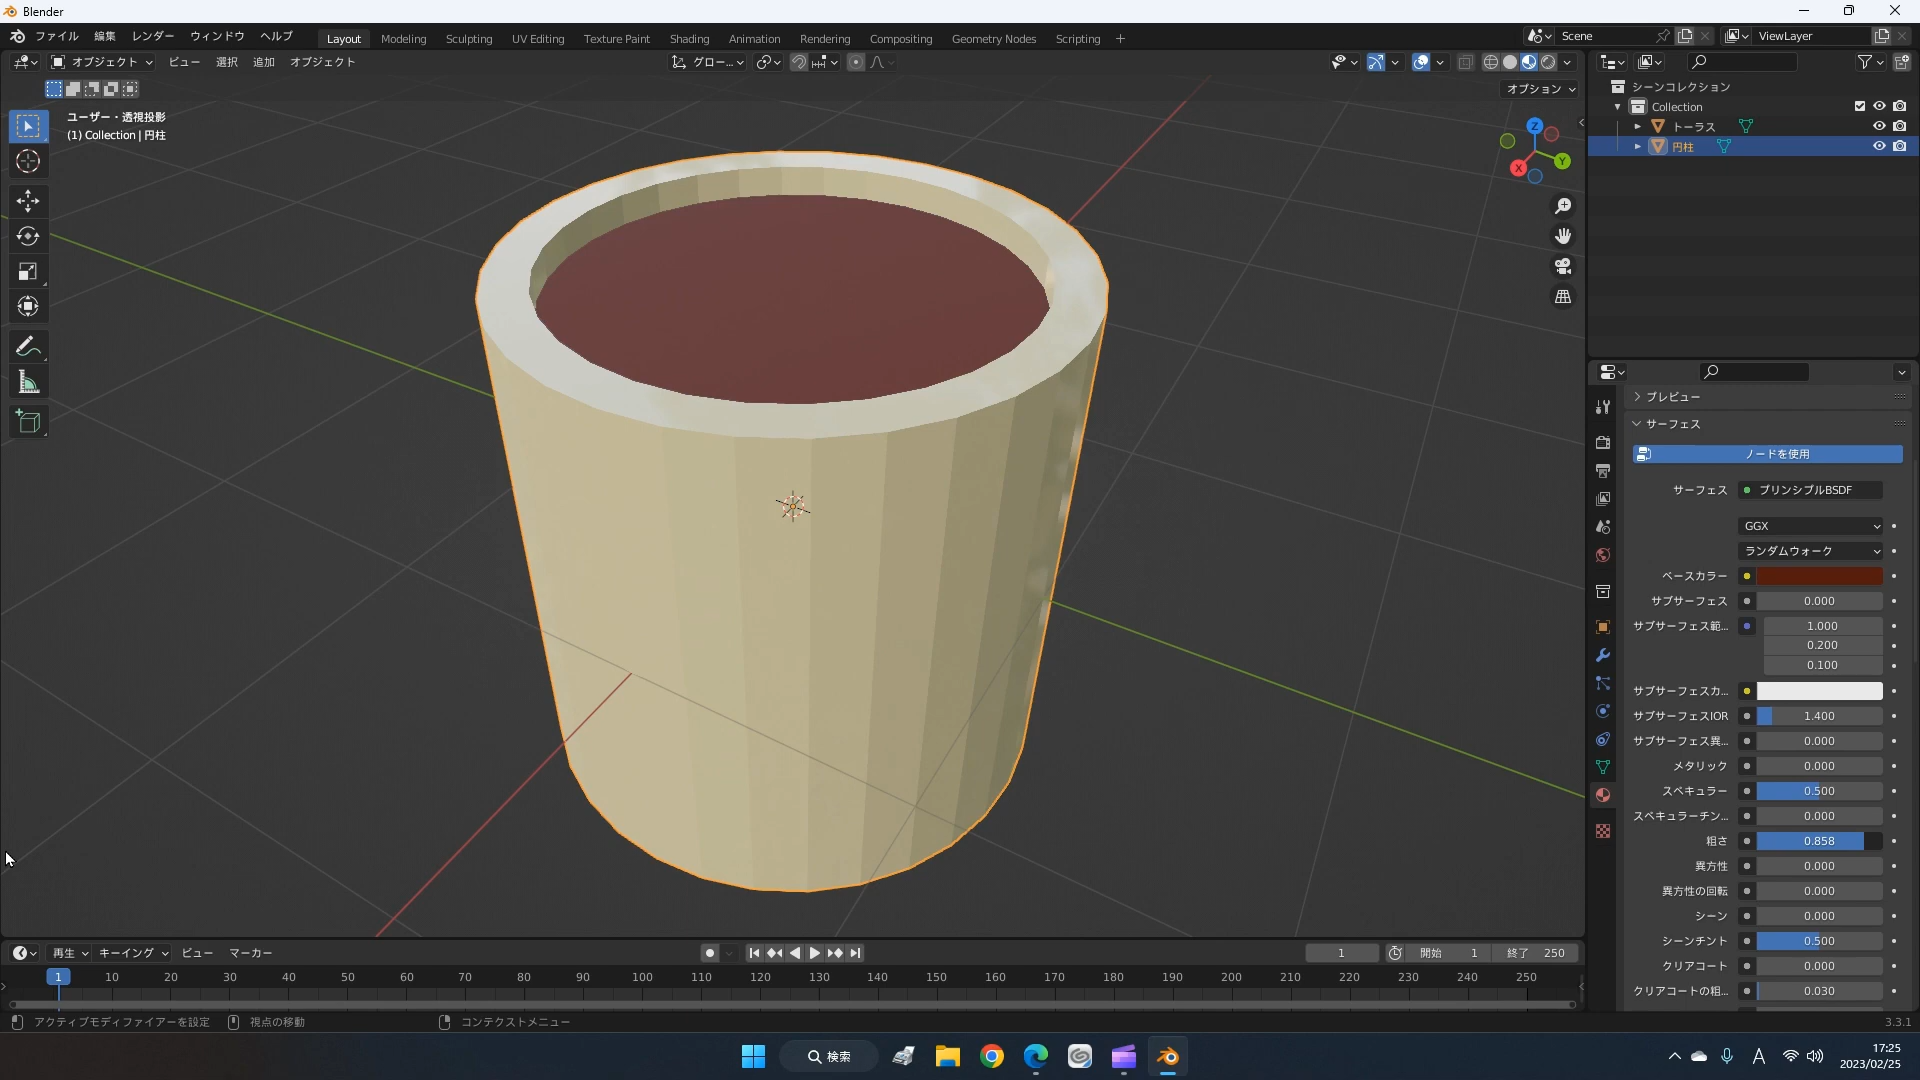 Blender
ファイル 編集 レンダー ウィンドウ ヘルプ Layout Modeling Sculpting UV Editing Texture Paint Shading Animation Rendering Compositing Geometry Nodes Scripting + Scene ViewLayer
オブジェクト ビュー 選択 追加 オブジェクト グロー...
オプション
ユーザー・透視投影
(1) Collection | 円柱
Z
Y
X
シーンコレクション
Collection
トーラス
円柱
プレビュー
サーフェス
ノードを使用
サーフェス プリンシプルBSDF
GGX
ランダムウォーク
ベースカラー
サブサーフェス 0.000
サブサーフェス範... 1.000
0.200
0.100
サブサーフェスカ...
サブサーフェスIOR 1.400
サブサーフェス異... 0.000
メタリック 0.000
スペキュラー 0.500
スペキュラーチン... 0.000
粗さ 0.858
異方性 0.000
異方性の回転 0.000
シーン 0.000
シーンチント 0.500
クリアコート 0.000
クリアコートの粗... 0.030
再生 キーイング ビュー マーカー 1 開始 1 終了 250
1 10 20 30 40 50 60 70 80 90 100 110 120 130 140 150 160 170 180 190 200 210 220 230 240 250
アクティブモディファイアーを設定 視点の移動 コンテクストメニュー 3.3.1
検索 A 17:25
2023/02/25